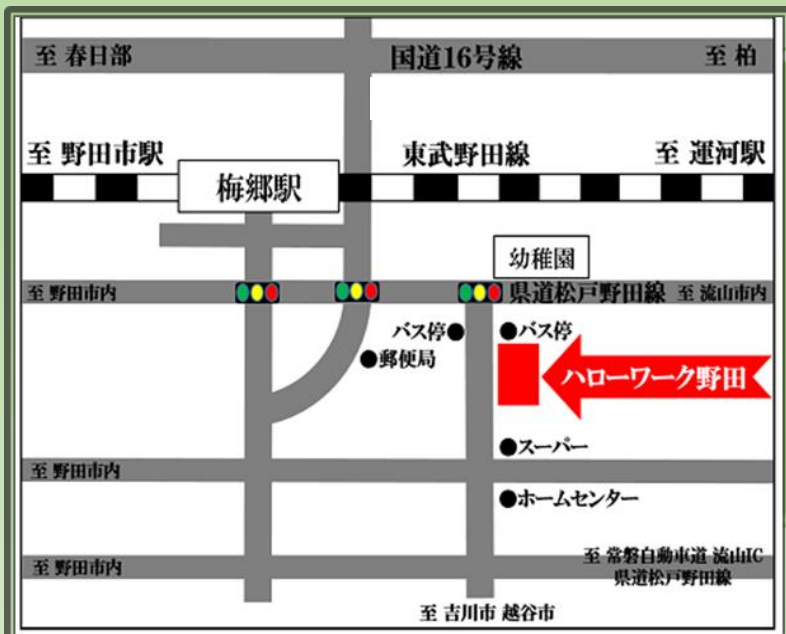 至 春日部
国道16号線
至 柏
至 野田市駅
東武野田線
至 運河駅
梅郷駅
幼稚園
至 野田市内
県道松戸野田線
至 流山市内
バス停
バス停
郵便局
ハローワーク野田
スーパー
至 野田市内
ホームセンター
至 野田市内
至 常磐自動車道 流山IC
県道松戸野田線
至 吉川市 越谷市